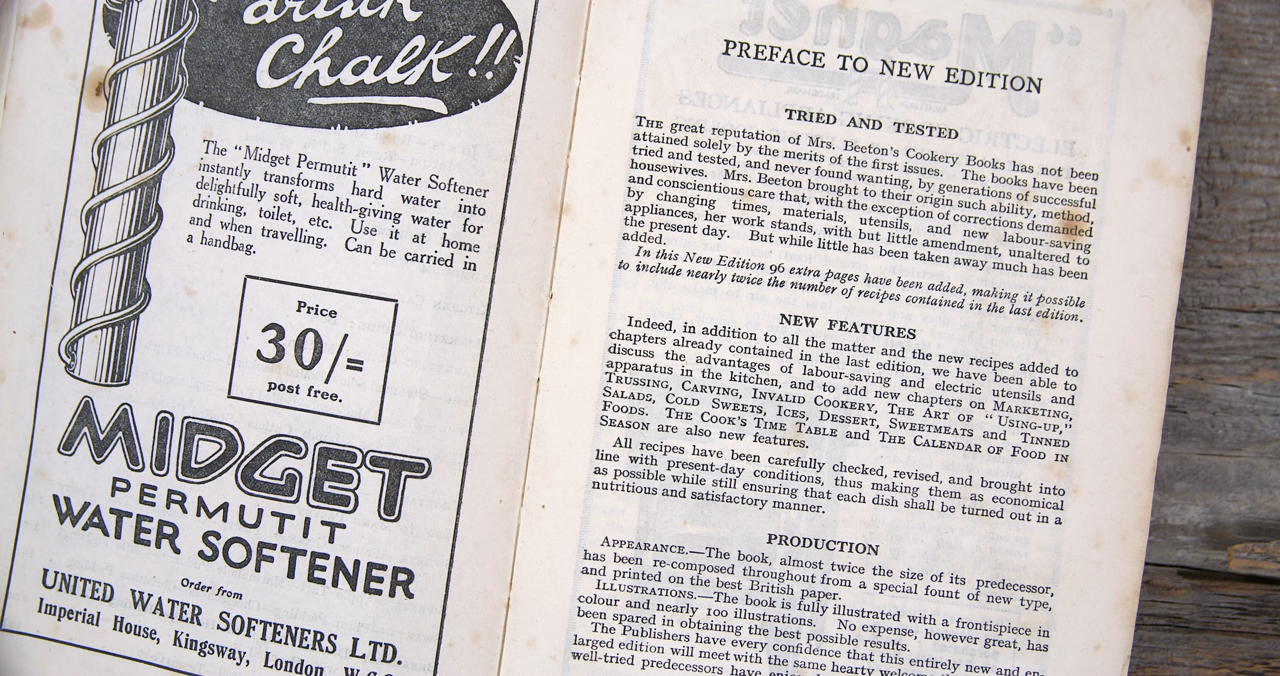 drink
Chalk!!
The "Midget Permutit" Water Softener
instantly transforms hard water into
delightfully soft, health-giving water for
drinking, toilet, etc. Use it at home
and when travelling. Can be carried in
a handbag.
Price
30/=
post free.
MIDGET
PERMUTIT
WATER SOFTENER
Order from
UNITED WATER SOFTENERS LTD.
Imperial House, Kingsway, London
PREFACE TO NEW EDITION
TRIED AND TESTED
THE great reputation of Mrs. Beeton's Cookery Books has not been
attained solely by the merits of the first issues. The books have been
tried and tested, and never found wanting, by generations of successful
housewives. Mrs. Beeton brought to their origin such ability, method,
and conscientious care that, with the exception of corrections demanded
by changing times, materials, utensils, and new labour-saving
appliances, her work stands, with but little amendment, unaltered to
the present day. But while little has been taken away much has been
added.
In this New Edition 96 extra pages have been added, making it possible
to include nearly twice the number of recipes contained in the last edition.
NEW FEATURES
Indeed, in addition to all the matter and the new recipes added to
chapters already contained in the last edition, we have been able to
discuss the advantages of labour-saving and electric utensils and
apparatus in the kitchen, and to add new chapters on MARKETING,
TRUSSING, CARVING, INVALID COOKERY, THE ART OF "USING-UP,"
SALADS, COLD SWEETS, ICES, DESSERT, SWEETMEATS and TINNED
FOODS. THE COOK'S TIME TABLE and THE CALENDAR OF FOOD IN
SEASON are also new features.
All recipes have been carefully checked, revised, and brought into
line with present-day conditions, thus making them as economical
as possible while still ensuring that each dish shall be turned out in a
nutritious and satisfactory manner.
PRODUCTION
APPEARANCE.—The book, almost twice the size of its predecessor,
has been re-composed throughout from a special fount of new type,
and printed on the best British paper.
ILLUSTRATIONS.—The book is fully illustrated with a frontispiece in
colour and nearly 100 illustrations. No expense, however great, has
been spared in obtaining the best possible results.
The Publishers have every confidence that this entirely new and en-
larged edition will meet with the same hearty welcome
well-tried predecessors have